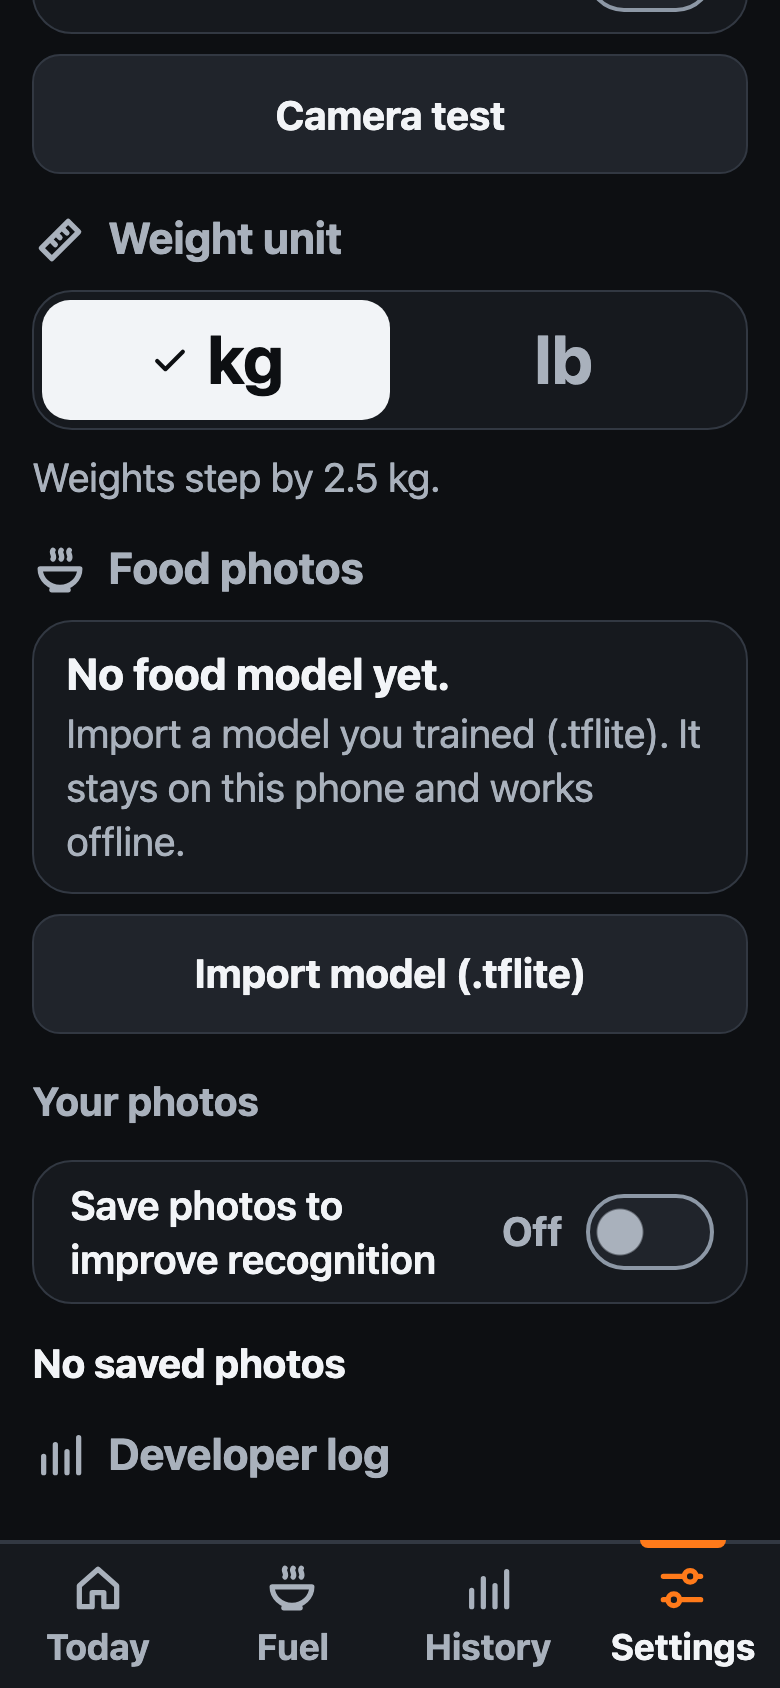 Camera test
Weight unit
kg
lb
Weights step by 2.5 kg.
Food photos
No food model yet.
Import a model you trained (.tflite). It
stays on this phone and works
offline.
Import model (.tflite)
Your photos
Save photos to
improve recognition
Off
No saved photos
Developer log
Today
Fuel
History
Settings